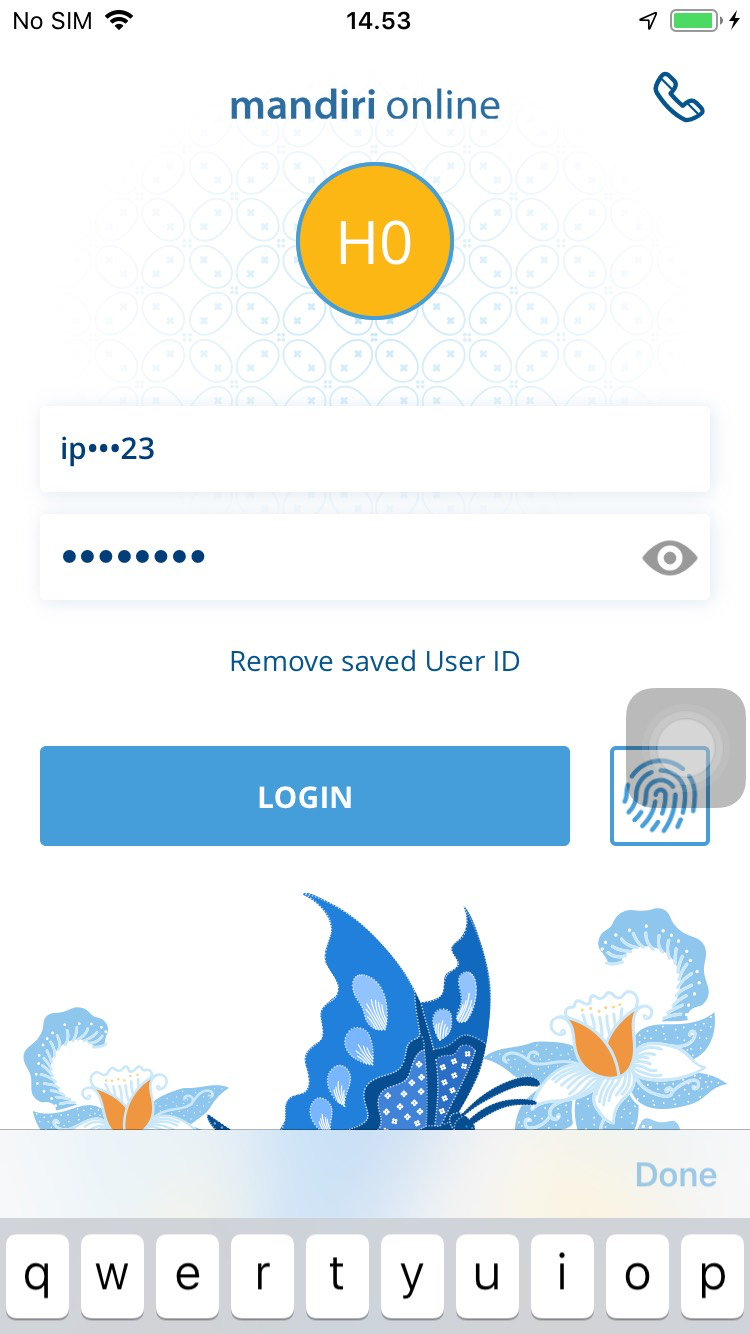 No SIM 14.53
mandiri online
H0
ip•••23
••••••••
Remove saved User ID
LOGIN
Done
q w e r t y u i o p